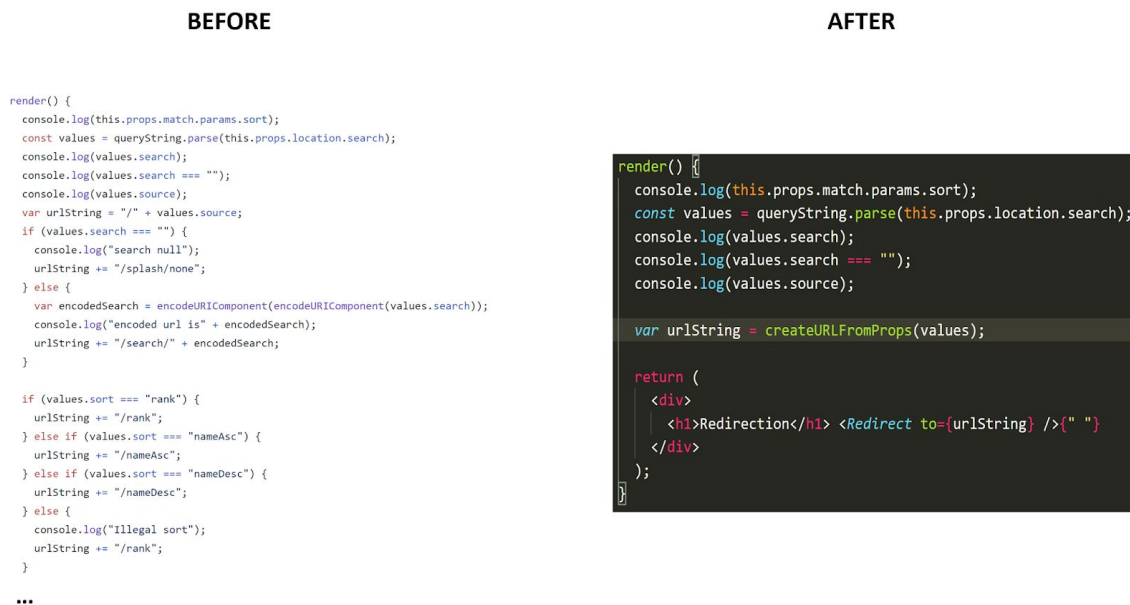 BEFORE
render() {
  console.log(this.props.match.params.sort);
  const values = queryString.parse(this.props.location.search);
  console.log(values.search);
  console.log(values.search === "");
  console.log(values.source);
  var urlString = "/" + values.source;
  if (values.search === "") {
    console.log("search null");
    urlString += "/splash/none";
  } else {
    var encodedSearch = encodeURIComponent(encodeURIComponent(values.search));
    console.log("encoded url is" + encodedSearch);
    urlString += "/search/" + encodedSearch;
  }
  if (values.sort === "rank") {
    urlString += "/rank";
  } else if (values.sort === "nameAsc") {
    urlString += "/nameAsc";
  } else if (values.sort === "nameDesc") {
    urlString += "/nameDesc";
  } else {
    console.log("Illegal sort");
    urlString += "/rank";
  }
...
AFTER
render() {
  console.log(this.props.match.params.sort);
  const values = queryString.parse(this.props.location.search);
  console.log(values.search);
  console.log(values.search === "");
  console.log(values.source);
  var urlString = createURLFromProps(values);
  return (
    <div>
      <h1>Redirection</h1> <Redirect to={urlString} />{" "}
    </div>
  );
}